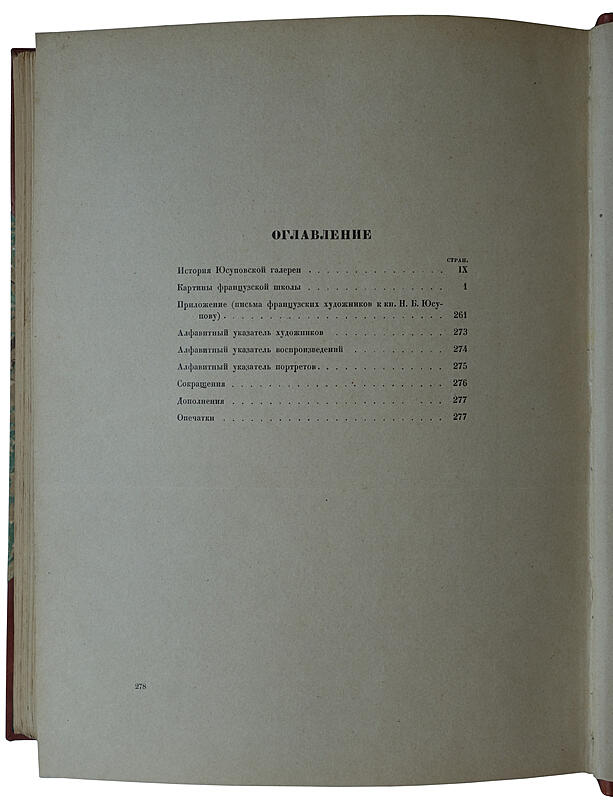 ОГЛАВЛЕНИЕ
СТРАН.
История Юсуповской галереи . . . . . . . . . . . . . . . IX
Картины французской школы . . . . . . . . . . . . . . . 1
Приложение (письма французских художников к кн. Н. Б. Юсу-
пову) . . . . . . . . . . . . . . . . . . . . . . . 261
Алфавитный указатель художников . . . . . . . . . . . . 273
Алфавитный указатель воспроизведений . . . . . . . . . . 274
Алфавитный указатель портретов . . . . . . . . . . . . . 275
Сокращения . . . . . . . . . . . . . . . . . . . . . . 276
Дополнения . . . . . . . . . . . . . . . . . . . . . . 277
Опечатки . . . . . . . . . . . . . . . . . . . . . . . 277
278